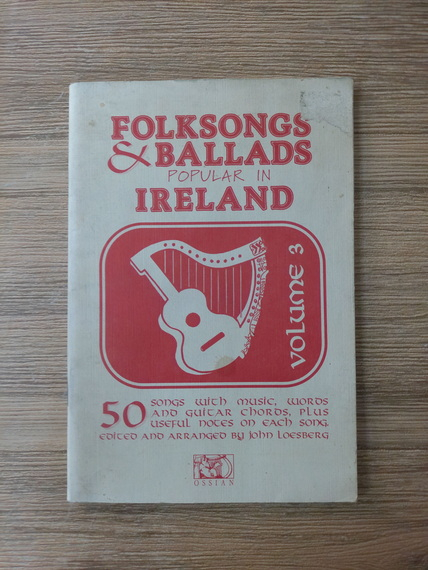 FOLKSONGS
& BALLADS
POPULAR IN
IRELAND
VOLUME 3
50 SONGS WITH MUSIC, WORDS
AND GUITAR CHORDS, PLUS
USEFUL NOTES ON EACH SONG.
EDITED AND ARRANGED BY JOHN LOESBERG
OSSIAN